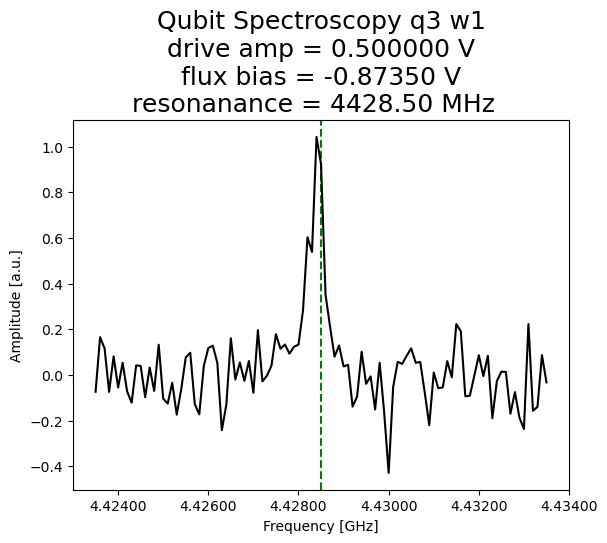 Qubit Spectroscopy q3 w1
drive amp = 0.500000 V
flux bias = -0.87350 V
resonanance = 4428.50 MHz
1.0
0.8
0.6
0.4
0.2
0.0
−0.2
−0.4
Amplitude [a.u.]
4.42400 4.42600 4.42800 4.43000 4.43200 4.43400
Frequency [GHz]